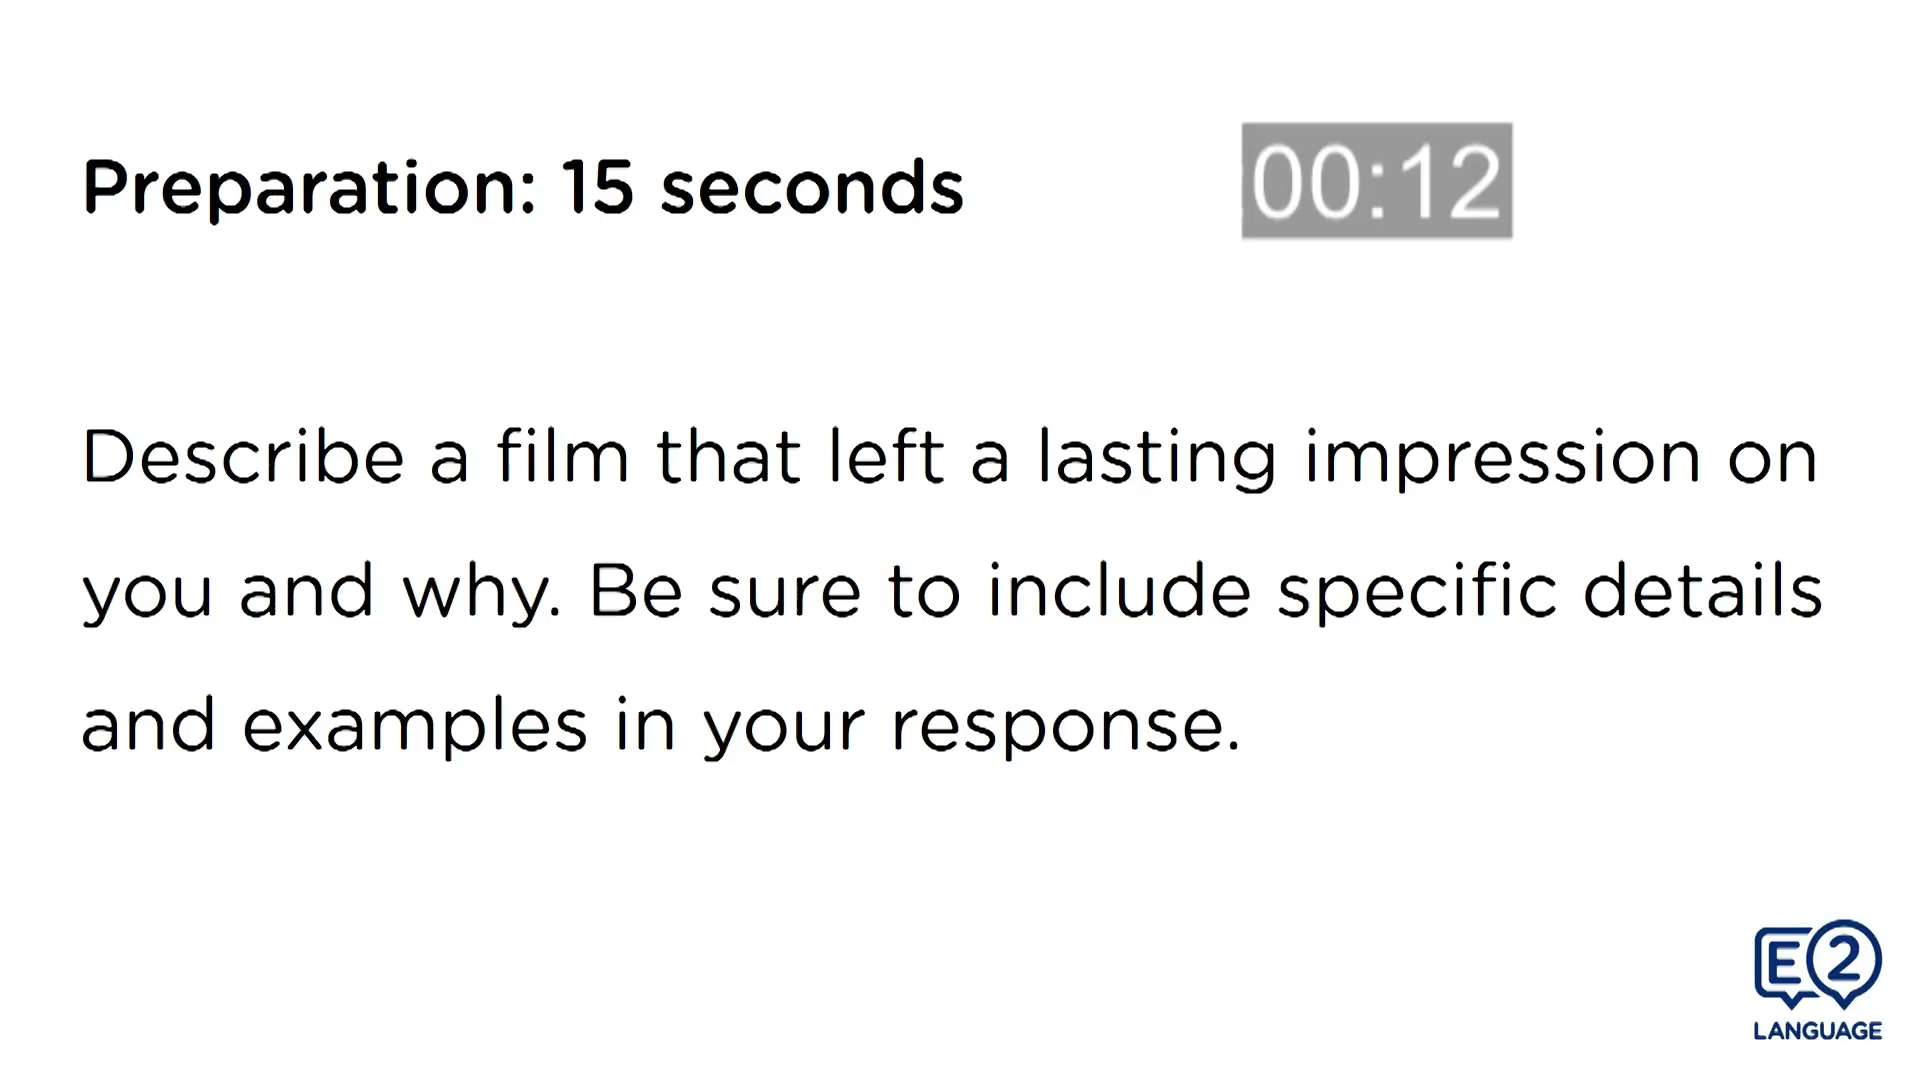 Preparation: 15 seconds
00:12
Describe a film that left a lasting impression on
you and why. Be sure to include specific details
and examples in your response.
E2
LANGUAGE